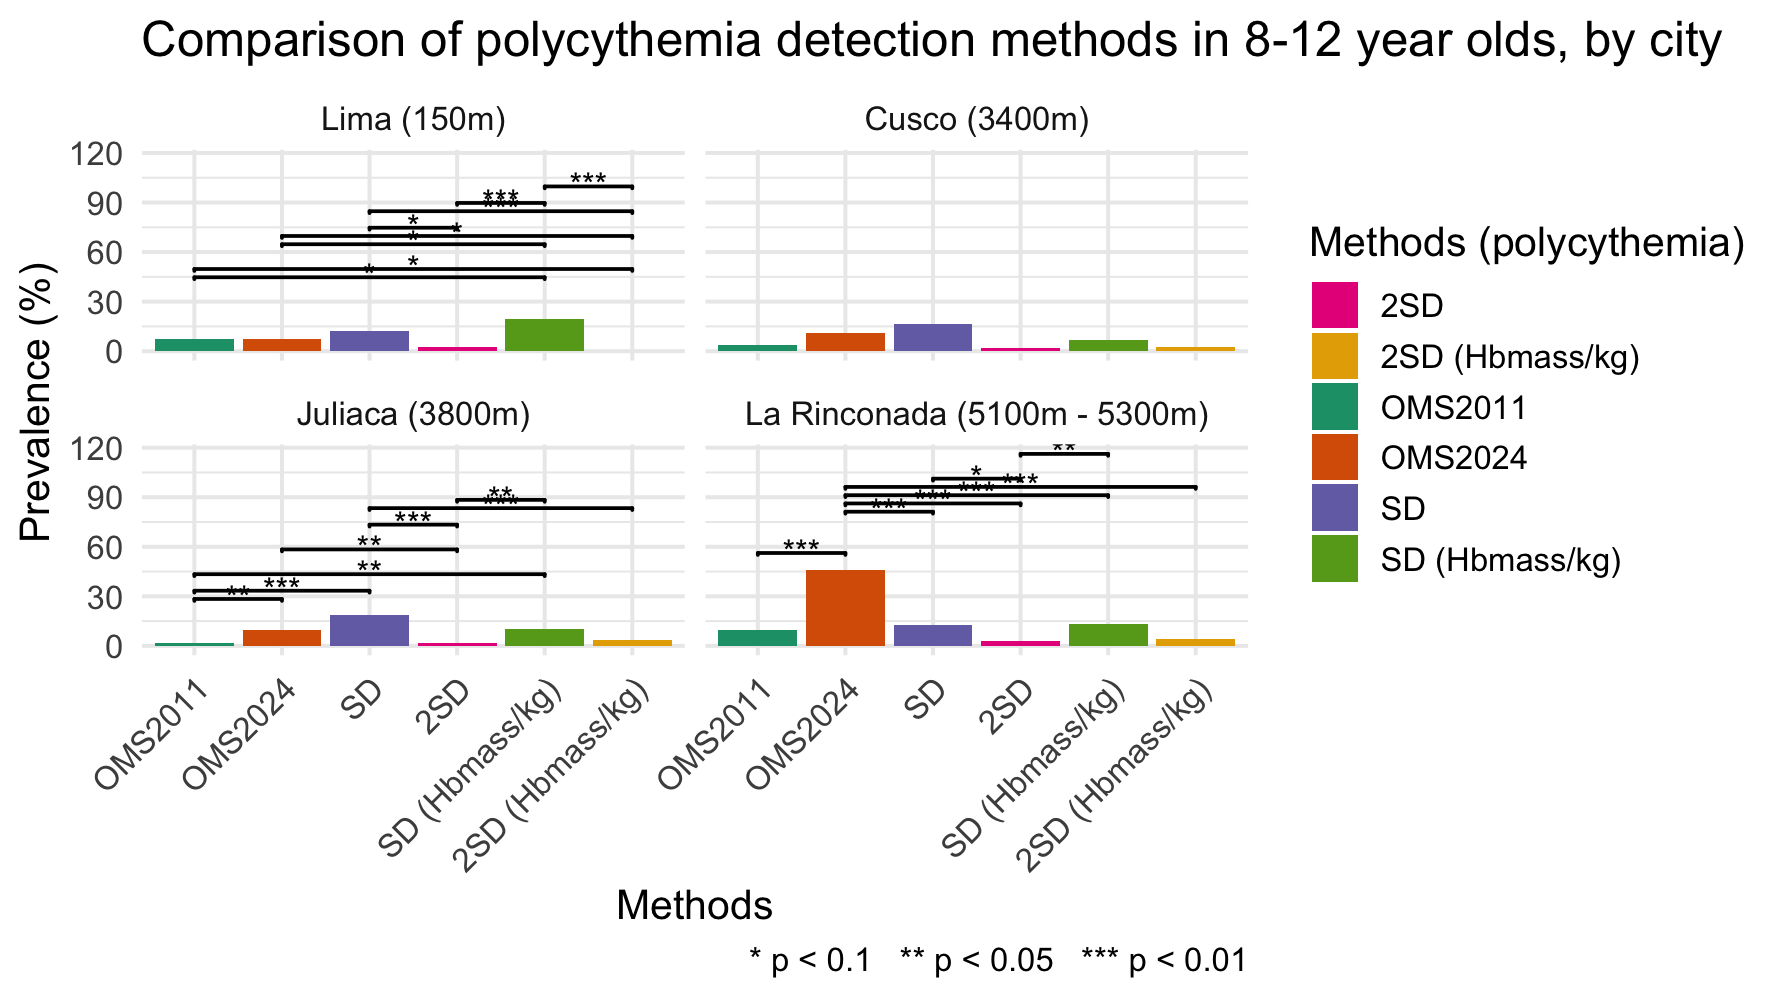 Comparison of polycythemia detection methods in 8-12 year olds, by city
Lima (150m)
Cusco (3400m)
Prevalence (%)
120
90
60
30
0
***
***
***
*
*
*
*
*
Juliaca (3800m)
La Rinconada (5100m - 5300m)
120
90
60
30
0
**
***
***
**
**
***
**
**
*
***
***
***
***
***
OMS2011
OMS2024
SD
2SD
SD (Hbmass/kg)
2SD (Hbmass/kg)
OMS2011
OMS2024
SD
2SD
SD (Hbmass/kg)
2SD (Hbmass/kg)
Methods
* p < 0.1 ** p < 0.05 *** p < 0.01
Methods (polycythemia)
2SD
2SD (Hbmass/kg)
OMS2011
OMS2024
SD
SD (Hbmass/kg)